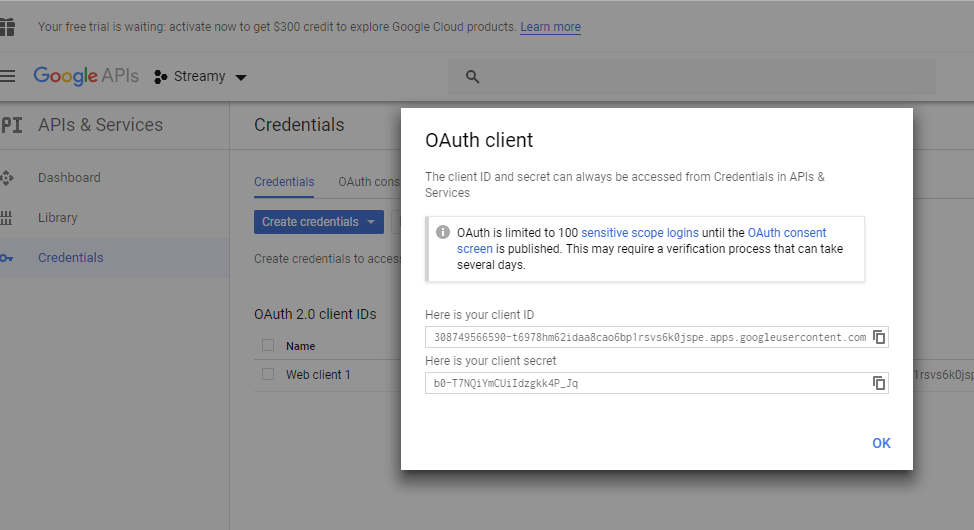 Your free trial is waiting: activate now to get $300 credit to explore Google Cloud products. Learn more
Google APIs Streamy
PI APIs & Services
Credentials
Dashboard
Library
Credentials
Credentials OAuth cons
Create credentials
Create credentials to access
OAuth 2.0 client IDs
Name
Web client 1
1rsvs6k0jsp
OAuth client
The client ID and secret can always be accessed from Credentials in APIs &
Services
OAuth is limited to 100 sensitive scope logins until the OAuth consent
screen is published. This may require a verification process that can take
several days.
Here is your client ID
308749566590-t6978hm62idaa8cao6bp1rsvs6k0jspe.apps.googleusercontent.com
Here is your client secret
b0-T7NQiYmCUiIdzgkk4P_Jq
OK